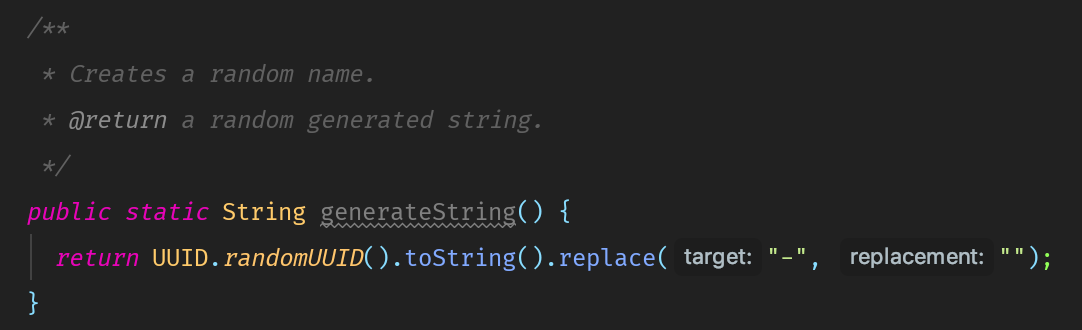 /**
* Creates a random name.
* @return a random generated string.
*/
public static String generateString() {
return UUID.randomUUID().toString().replace( target: "-", replacement: "");
}